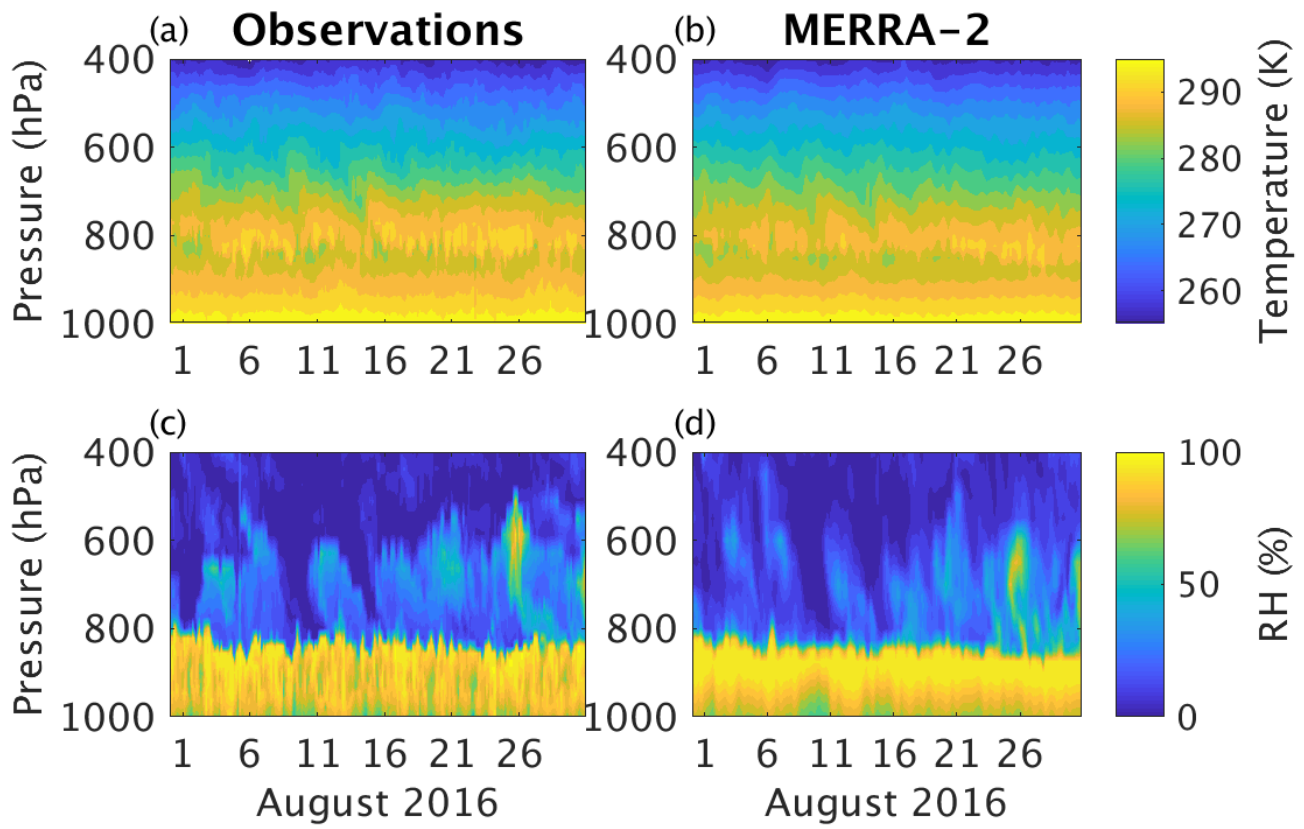 (a) Observations
(b) MERRA-2
Pressure (hPa)
400
600
800
1000
1 6 11 16 21 26
400
600
800
1000
1 6 11 16 21 26
290
280
270
260
Temperature (K)
(c)
(d)
Pressure (hPa)
400
600
800
1000
1 6 11 16 21 26
August 2016
400
600
800
1000
1 6 11 16 21 26
August 2016
100
50
0
RH (%)